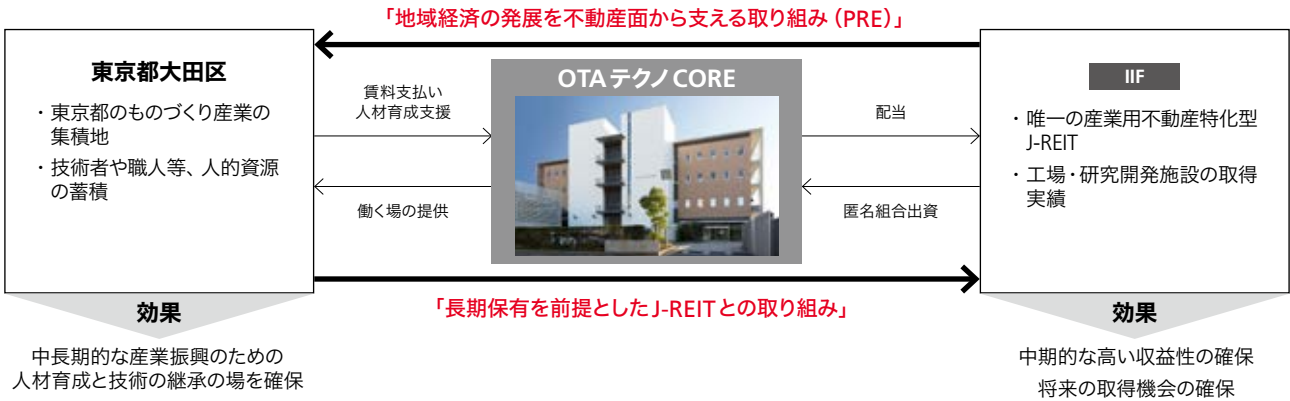 「地域経済の発展を不動産面から支える取り組み（PRE）」
東京都大田区
・東京都のものづくり産業の
集積地
・技術者や職人等、人的資源
の蓄積
賃料支払い
人材育成支援
働く場の提供
OTAテクノCORE
配当
匿名組合出資
IIF
・唯一の産業用不動産特化型
J-REIT
・工場・研究開発施設の取得
実績
「長期保有を前提としたJ-REITとの取り組み」
効果
中長期的な産業振興のための
人材育成と技術の継承の場を確保
効果
中期的な高い収益性の確保
将来の取得機会の確保